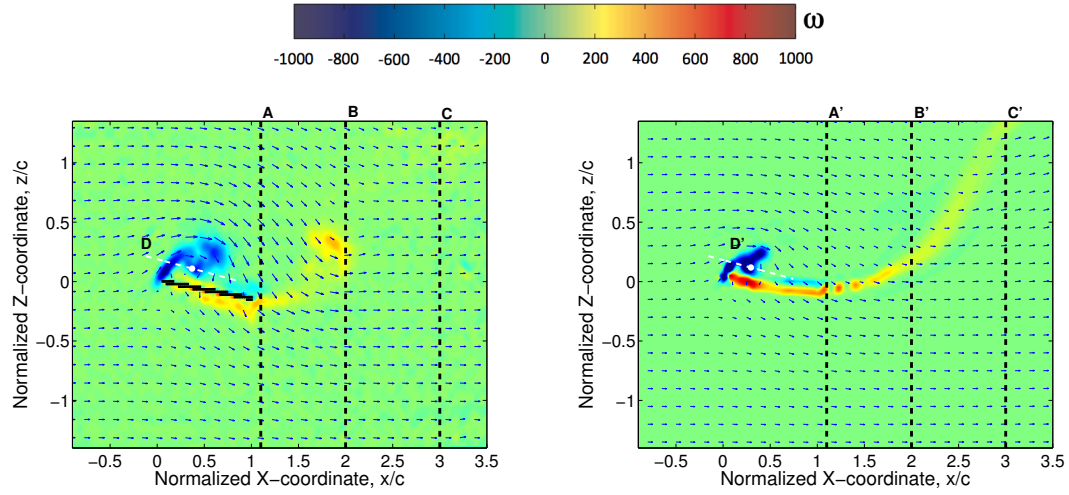 ω
-1000 -800 -600 -400 -200 0 200 400 600 800 1000
A B C
1
0.5
0
−0.5
−1
D
Normalized Z−coordinate, z/c
−0.5 0 0.5 1 1.5 2 2.5 3 3.5
Normalized X−coordinate, x/c
A' B' C'
1
0.5
0
−0.5
−1
D'
Normalized Z−coordinate, z/c
−0.5 0 0.5 1 1.5 2 2.5 3 3.5
Normalized X−coordinate, x/c